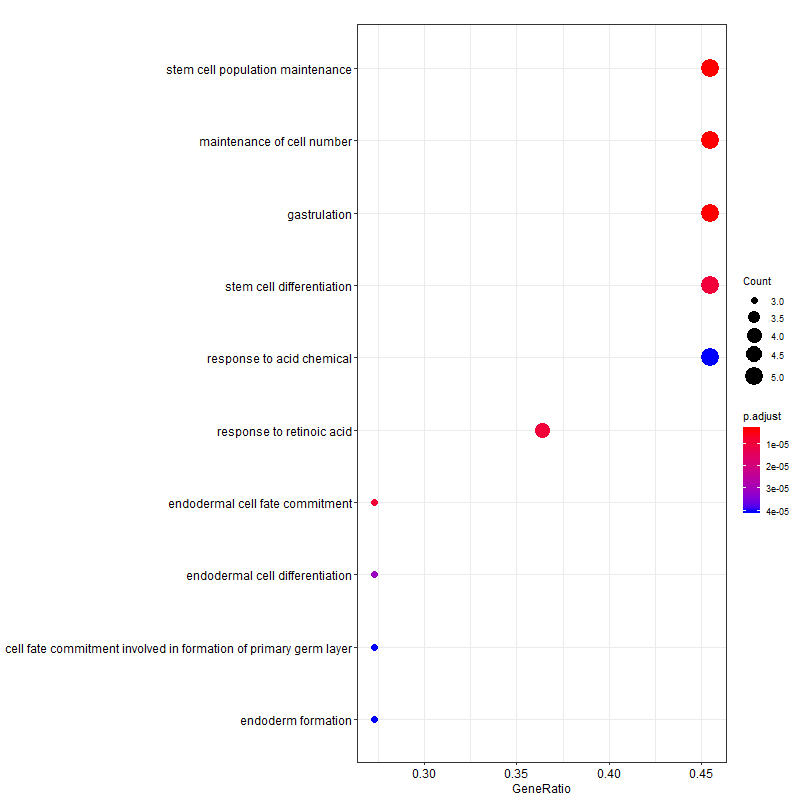 stem cell population maintenance
maintenance of cell number
gastrulation
stem cell differentiation
response to acid chemical
response to retinoic acid
endodermal cell fate commitment
endodermal cell differentiation
cell fate commitment involved in formation of primary germ layer
endoderm formation
0.30 0.35 0.40 0.45
GeneRatio
Count
3.0
3.5
4.0
4.5
5.0
p.adjust
1e-05
2e-05
3e-05
4e-05